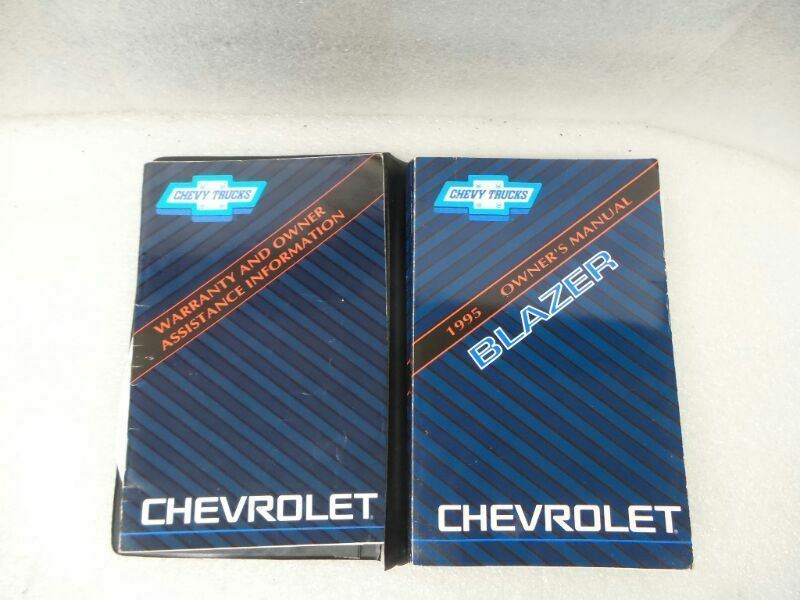 CHEVY TRUCKS
WARRANTY AND OWNER
ASSISTANCE INFORMATION
CHEVROLET
CHEVY TRUCKS
1995 OWNER'S MANUAL
BLAZER
CHEVROLET®